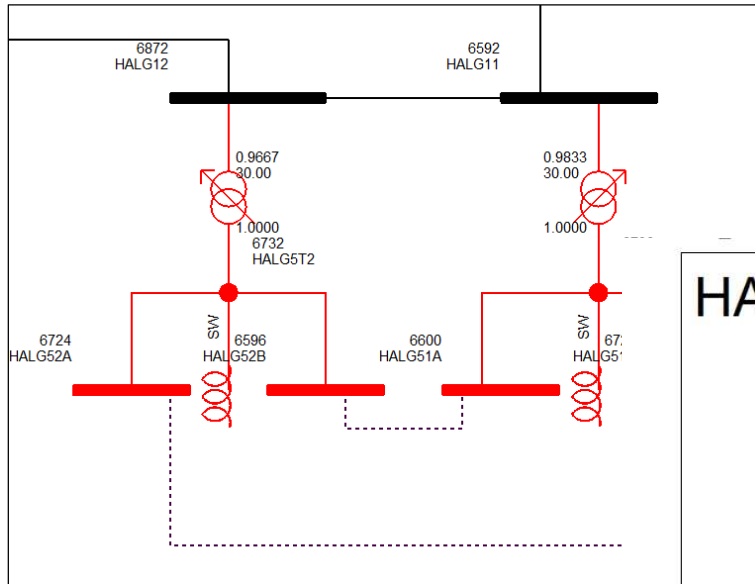 6872
HALG12
6592
HALG11
0.9667
30.00
1.0000
6732
HALG5T2
0.9833
30.00
1.0000
6724
HALG52A
SW
6596
HALG52B
6600
HALG51A
SW
HA